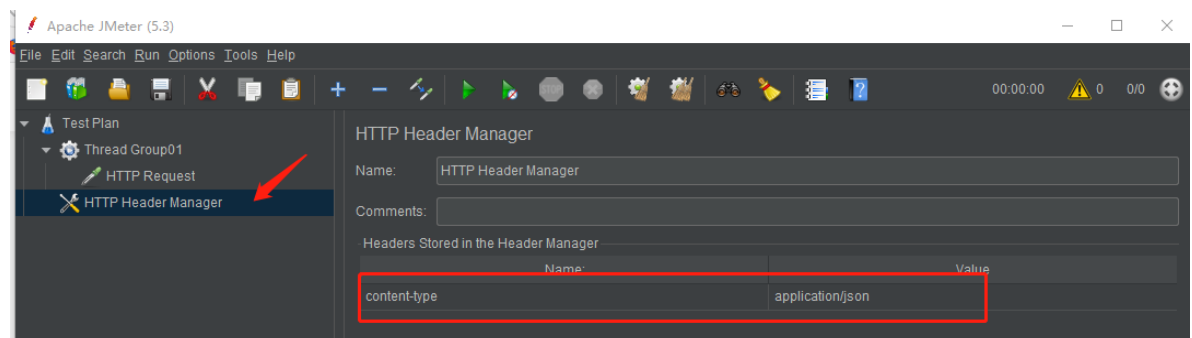 Apache JMeter (5.3)
File Edit Search Run Options Tools Help
STOP 00:00:00 0 0/0
Test Plan
Thread Group01
HTTP Request
HTTP Header Manager
HTTP Header Manager
Name: HTTP Header Manager
Comments:
Headers Stored in the Header Manager
Name: Value
content-type application/json